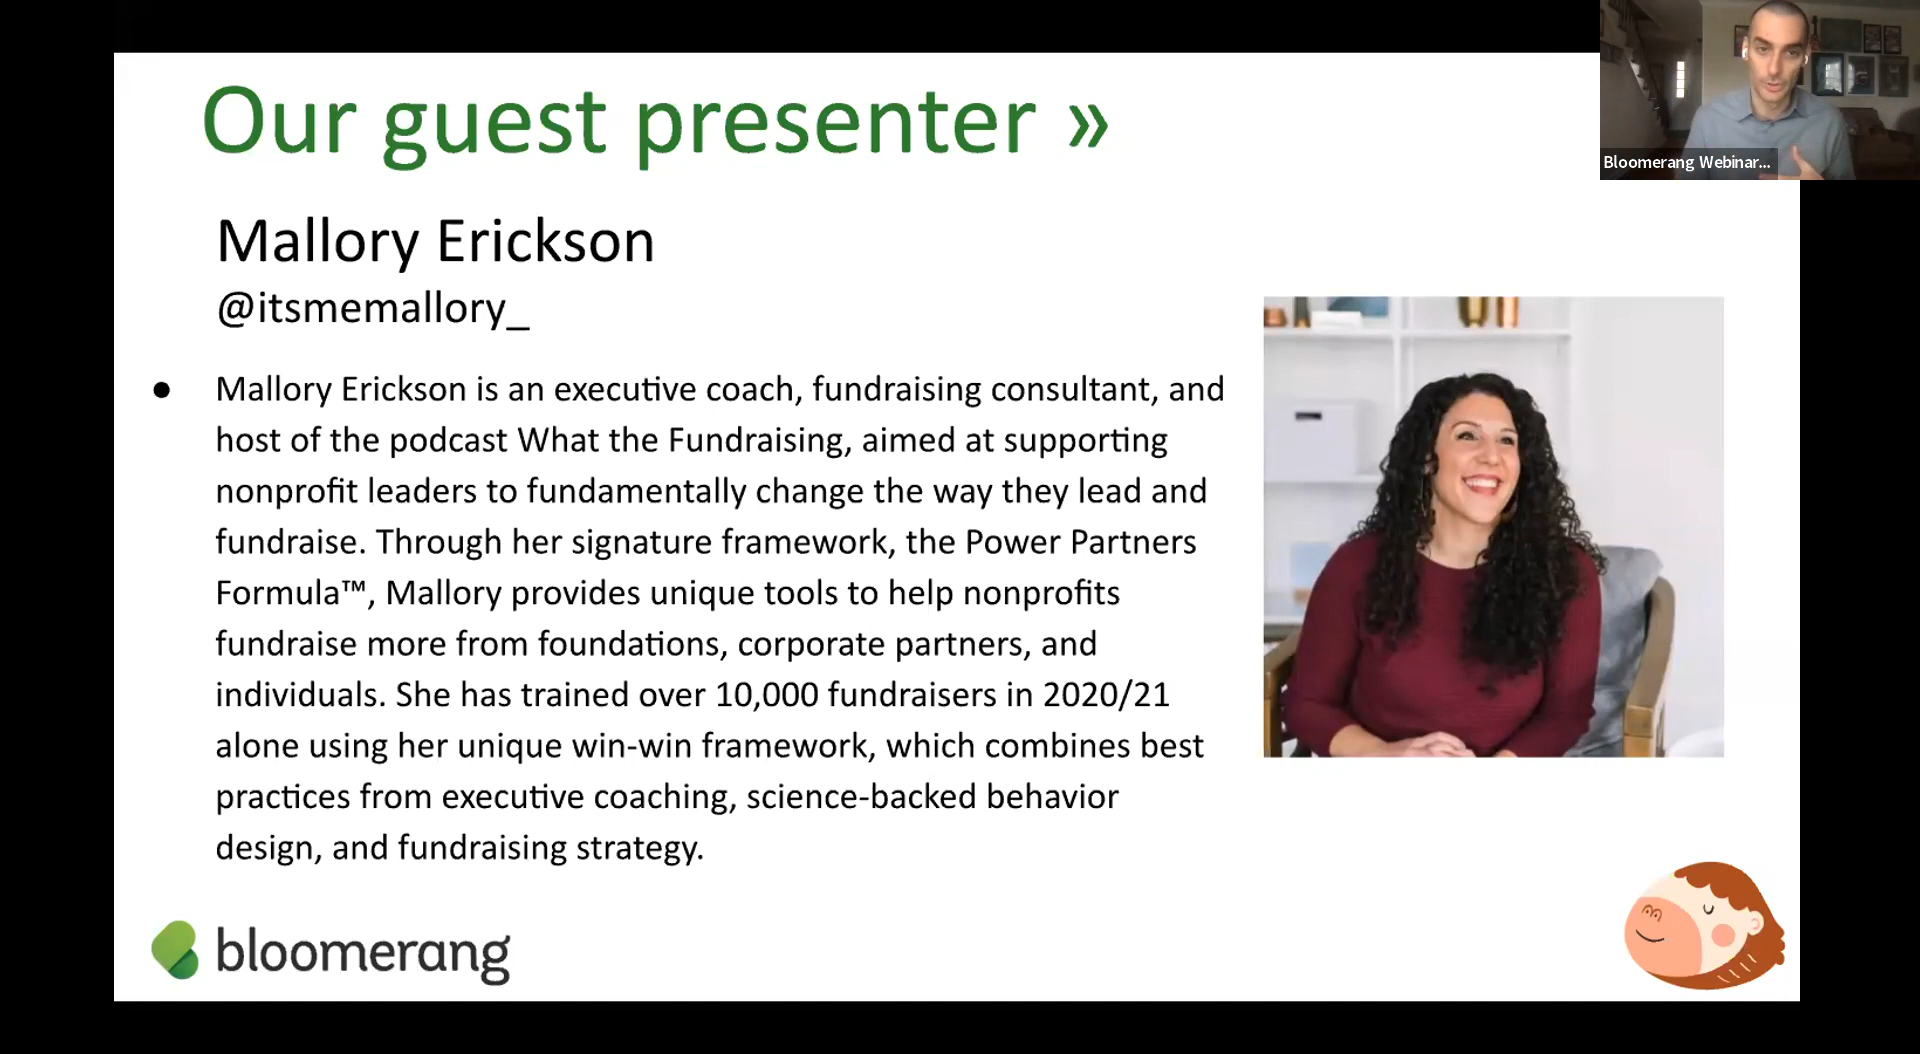 Our guest presenter »
Bloomerang Webinar...
Mallory Erickson
@itsmemallory_
● Mallory Erickson is an executive coach, fundraising consultant, and
host of the podcast What the Fundraising, aimed at supporting
nonprofit leaders to fundamentally change the way they lead and
fundraise. Through her signature framework, the Power Partners
Formula™, Mallory provides unique tools to help nonprofits
fundraise more from foundations, corporate partners, and
individuals. She has trained over 10,000 fundraisers in 2020/21
alone using her unique win-win framework, which combines best
practices from executive coaching, science-backed behavior
design, and fundraising strategy.
bloomerang